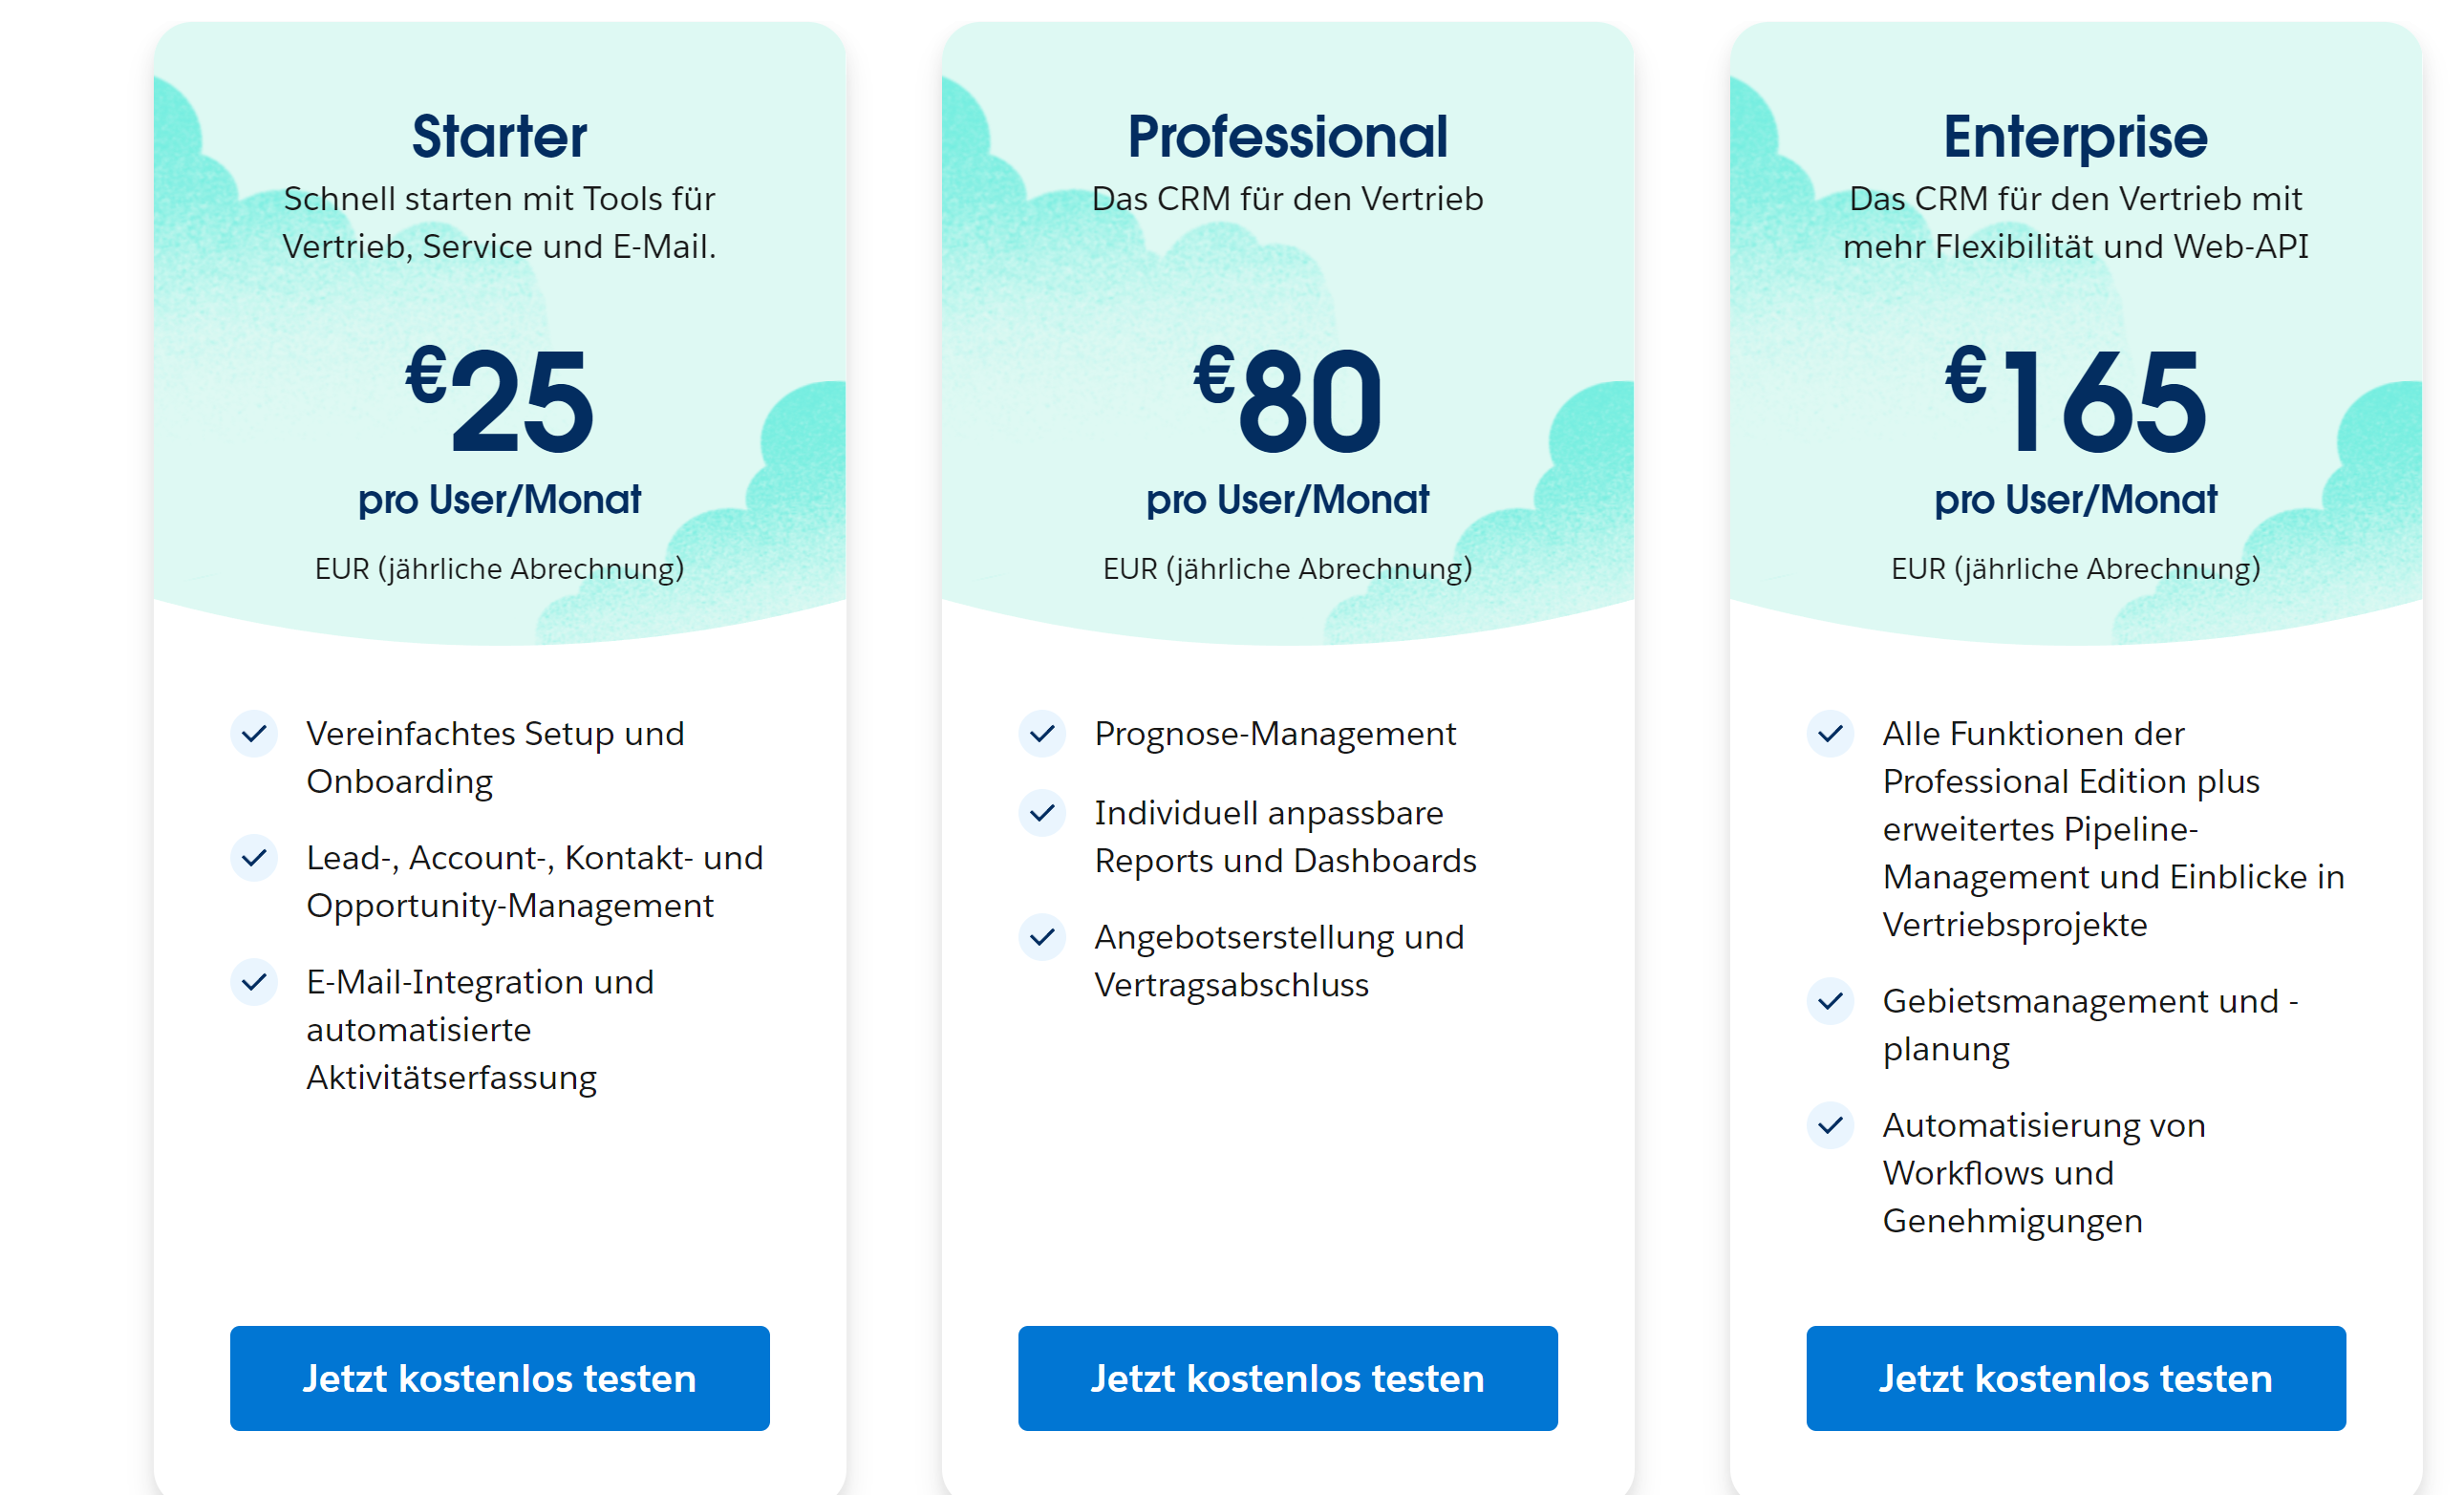 Starter
Schnell starten mit Tools für
Vertrieb, Service und E-Mail.
€25
pro User/Monat
EUR (jährliche Abrechnung)
Vereinfachtes Setup und
Onboarding
Lead-, Account-, Kontakt- und
Opportunity-Management
E-Mail-Integration und
automatisierte
Aktivitätserfassung
Jetzt kostenlos testen
Professional
Das CRM für den Vertrieb
€80
pro User/Monat
EUR (jährliche Abrechnung)
Prognose-Management
Individuell anpassbare
Reports und Dashboards
Angebotserstellung und
Vertragsabschluss
Jetzt kostenlos testen
Enterprise
Das CRM für den Vertrieb mit
mehr Flexibilität und Web-API
€165
pro User/Monat
EUR (jährliche Abrechnung)
Alle Funktionen der
Professional Edition plus
erweitertes Pipeline-
Management und Einblicke in
Vertriebsprojekte
Gebietsmanagement und -
planung
Automatisierung von
Workflows und
Genehmigungen
Jetzt kostenlos testen